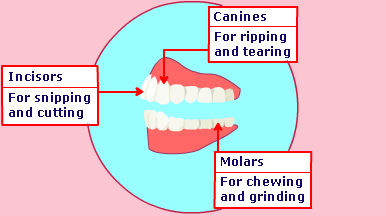 Canines
For ripping
and tearing
Incisors
For snipping
and cutting
Molars
For chewing
and grinding